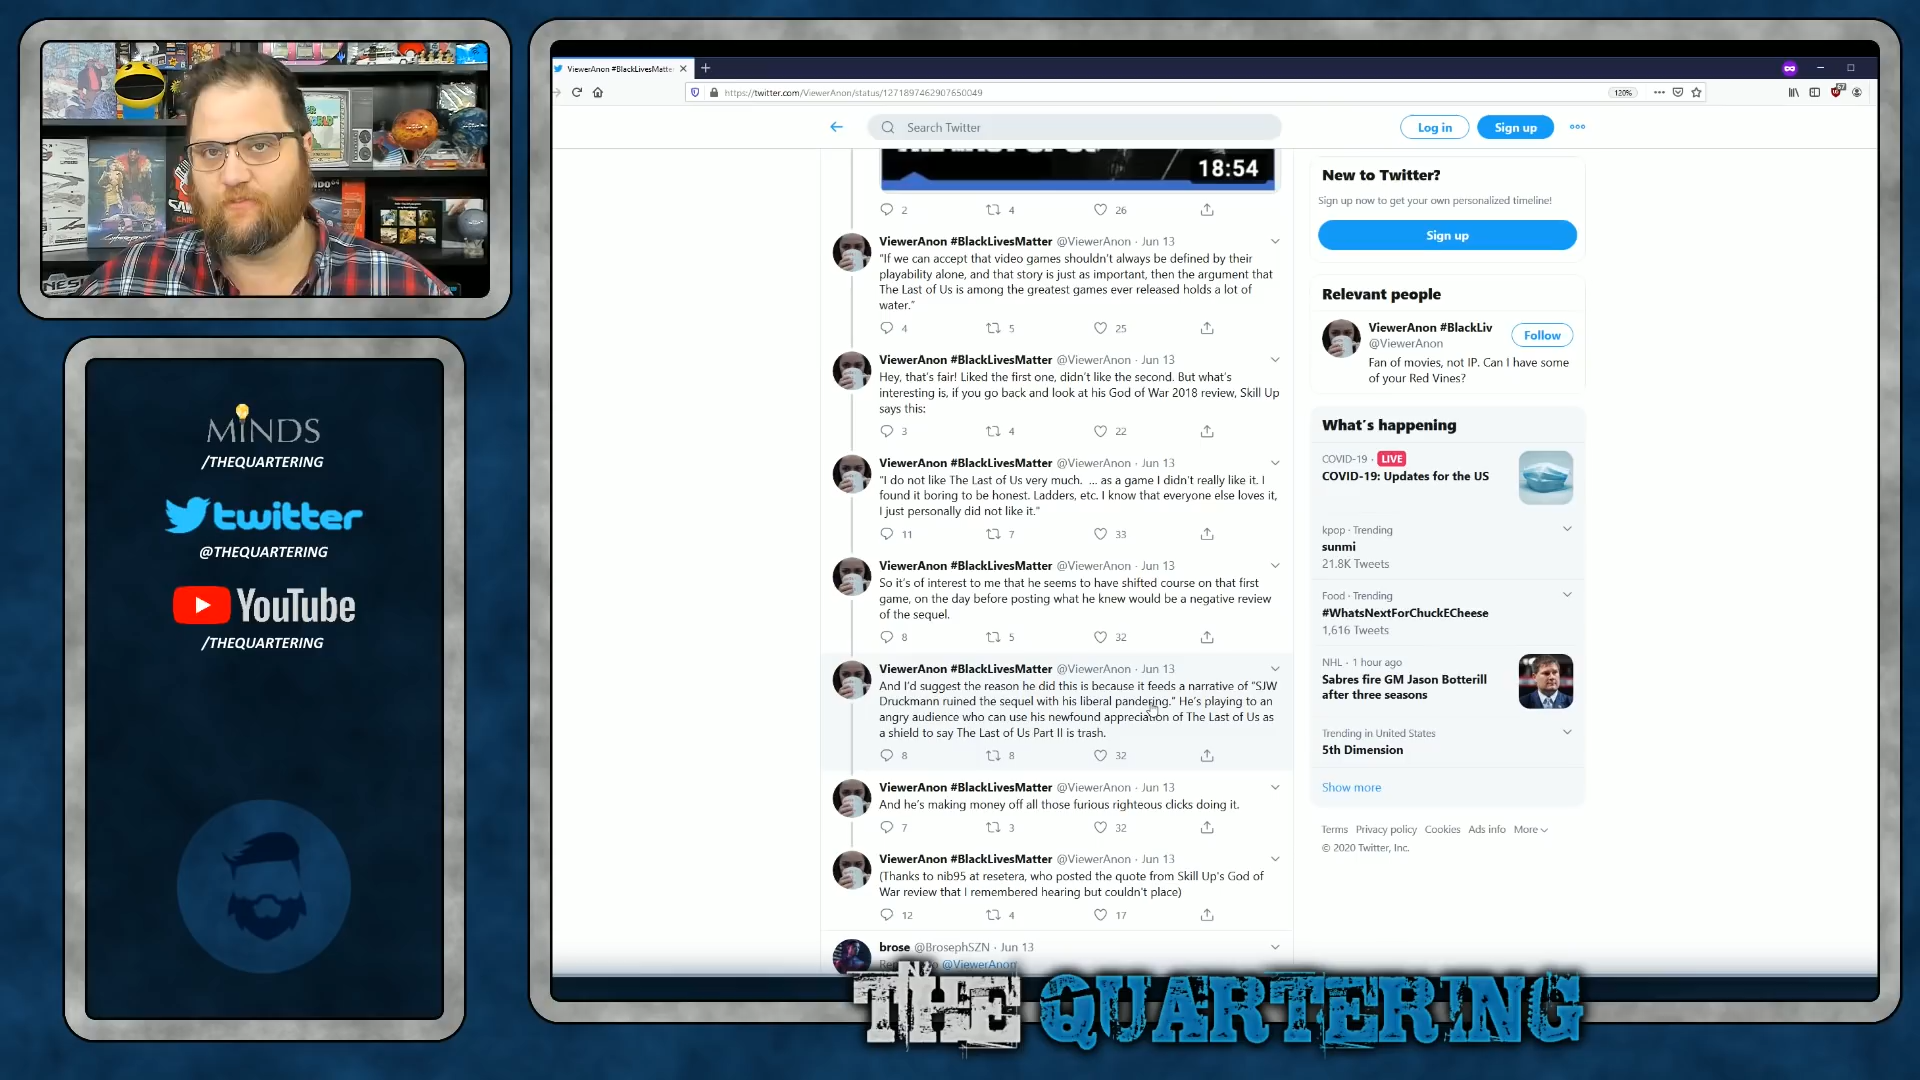 MINDS
/THEQUARTERING
twitter
@THEQUARTERING
YouTube
/THEQUARTERING
ViewerAnon #BlackLivesMatte
https://twitter.com/ViewerAnon/status/1271897462907650049
120%
Search Twitter
Log in
Sign up
18:54
2 4 26
ViewerAnon #BlackLivesMatter @ViewerAnon · Jun 13
"If we can accept that video games shouldn't always be defined by their
playability alone, and that story is just as important, then the argument that
The Last of Us is among the greatest games ever released holds a lot of
water."
4 5 25
ViewerAnon #BlackLivesMatter @ViewerAnon · Jun 13
Hey, that's fair! Liked the first one, didn't like the second. But what's
interesting is, if you go back and look at his God of War 2018 review, Skill Up
says this:
3 4 22
ViewerAnon #BlackLivesMatter @ViewerAnon · Jun 13
"I do not like The Last of Us very much. ... as a game I didn't really like it. I
found it boring to be honest. Ladders, etc. I know that everyone else loves it,
I just personally did not like it."
11 7 33
ViewerAnon #BlackLivesMatter @ViewerAnon · Jun 13
So it's of interest to me that he seems to have shifted course on that first
game, on the day before posting what he knew would be a negative review
of the sequel.
8 5 32
ViewerAnon #BlackLivesMatter @ViewerAnon · Jun 13
And I'd suggest the reason he did this is because it feeds a narrative of "SJW
Druckmann ruined the sequel with his liberal pandering." He's playing to an
angry audience who can use his newfound appreciation of The Last of Us as
a shield to say The Last of Us Part II is trash.
8 8 32
ViewerAnon #BlackLivesMatter @ViewerAnon · Jun 13
And he's making money off all those furious righteous clicks doing it.
7 3 32
ViewerAnon #BlackLivesMatter @ViewerAnon · Jun 13
(Thanks to nib95 at resetera, who posted the quote from Skill Up's God of
War review that I remembered hearing but couldn't place)
12 4 17
brose @BrosephSZN · Jun 13
@ViewerAnon
New to Twitter?
Sign up now to get your own personalized timeline!
Sign up
Relevant people
ViewerAnon #BlackLiv
@ViewerAnon
Follow
Fan of movies, not IP. Can I have some
of your Red Vines?
What's happening
COVID-19 · LIVE
COVID-19: Updates for the US
kpop · Trending
sunmi
21.8K Tweets
Food · Trending
#WhatsNextForChuckECheese
1,616 Tweets
NHL · 1 hour ago
Sabres fire GM Jason Botterill
after three seasons
Trending in United States
5th Dimension
Show more
Terms Privacy policy Cookies Ads info More
© 2020 Twitter, Inc.
THE QUARTERING